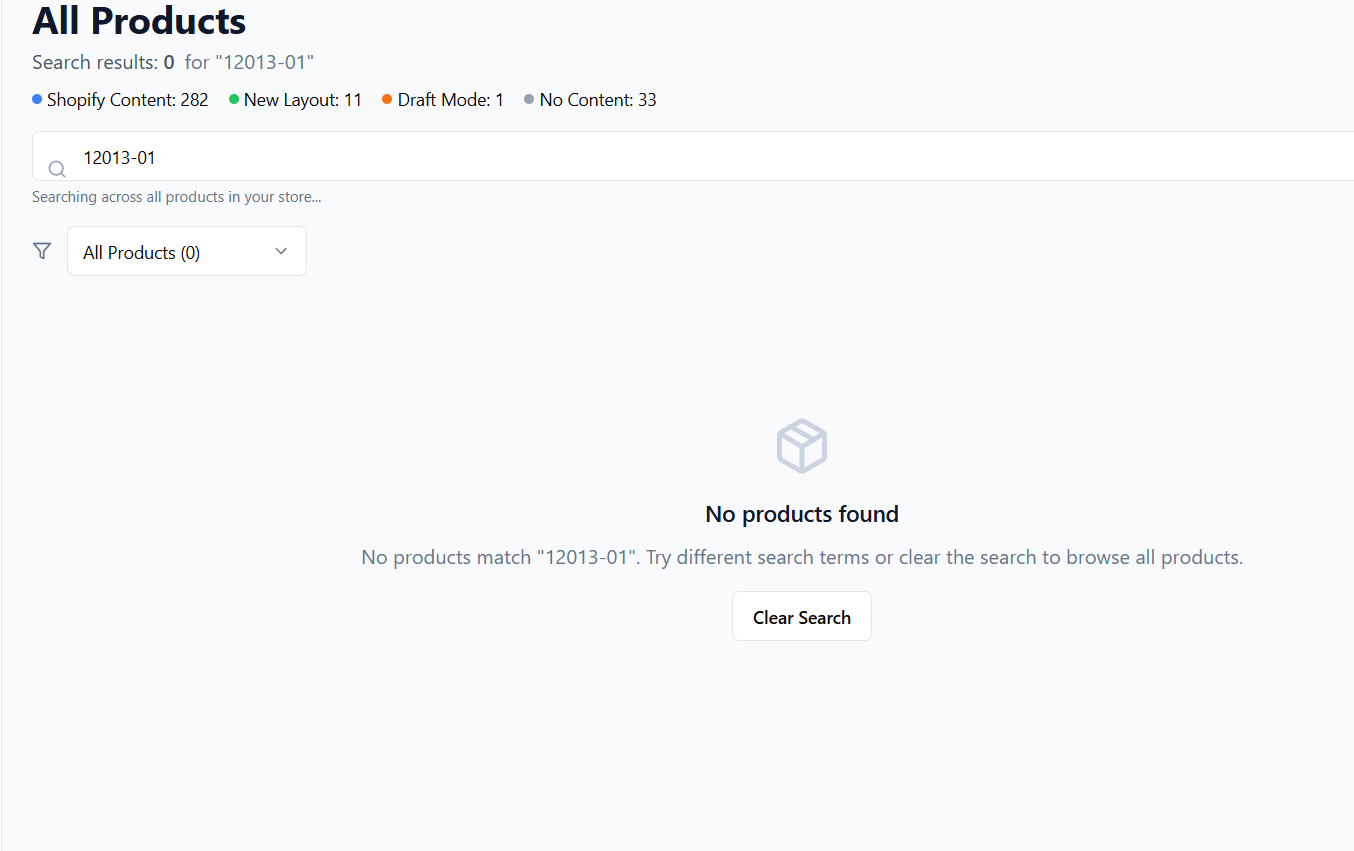 All Products
Search results: 0 for "12013-01"
Shopify Content: 282 New Layout: 11 Draft Mode: 1 No Content: 33
12013-01
Searching across all products in your store...
All Products (0)
No products found
No products match "12013-01". Try different search terms or clear the search to browse all products.
Clear Search